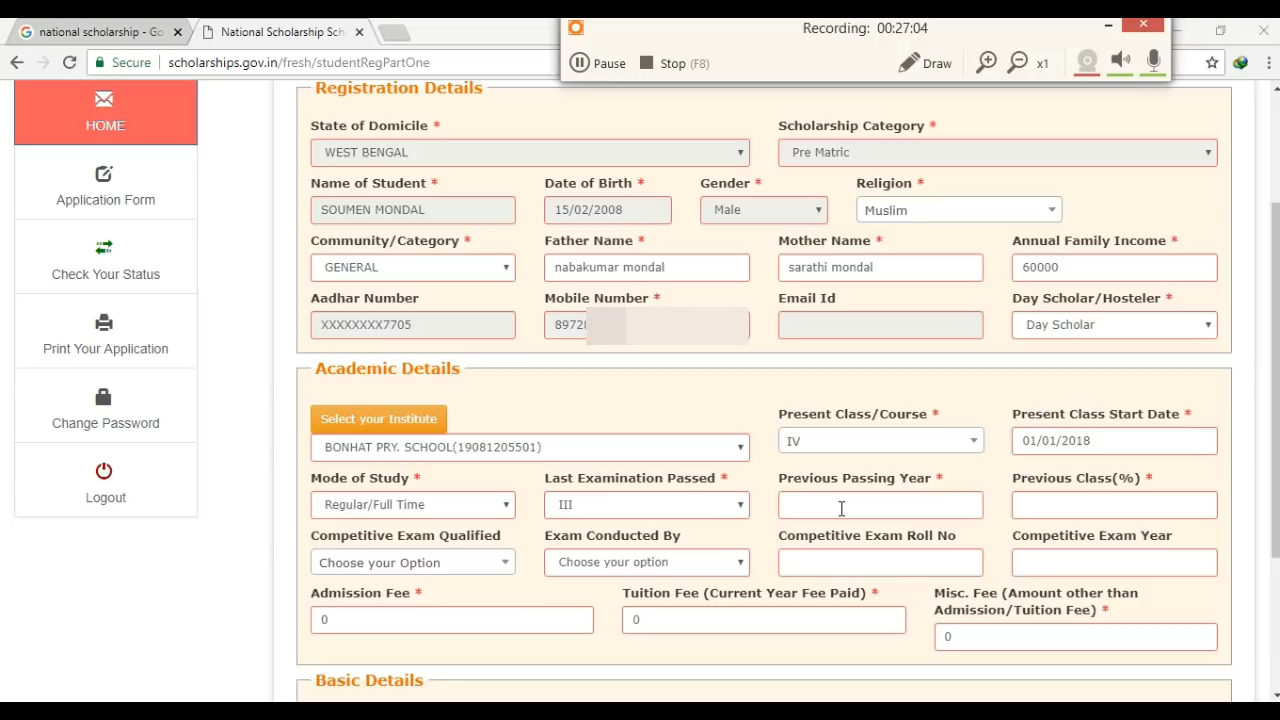 national scholarship - Go
National Scholarship Sch
Recording: 00:27:04
Secure
scholarships.gov.in/fresh/studentRegPartOne
Pause
Stop (F8)
Draw
x1
HOME
Application Form
Check Your Status
Print Your Application
Change Password
Logout
Registration Details
State of Domicile *
Scholarship Category *
WEST BENGAL
Pre Matric
Name of Student *
Date of Birth *
Gender *
Religion *
SOUMEN MONDAL
15/02/2008
Male
Muslim
Community/Category *
Father Name *
Mother Name *
Annual Family Income *
GENERAL
nabakumar mondal
sarathi mondal
60000
Aadhar Number
Mobile Number *
Email Id
Day Scholar/Hosteler *
XXXXXXXX7705
8972
Day Scholar
Academic Details
Select your Institute
Present Class/Course *
Present Class Start Date *
BONHAT PRY. SCHOOL(19081205501)
IV
01/01/2018
Mode of Study *
Last Examination Passed *
Previous Passing Year *
Previous Class(%) *
Regular/Full Time
III
Competitive Exam Qualified
Exam Conducted By
Competitive Exam Roll No
Competitive Exam Year
Choose your Option
Choose your option
Admission Fee *
Tuition Fee (Current Year Fee Paid) *
Misc. Fee (Amount other than
Admission/Tuition Fee) *
0
0
0
Basic Details